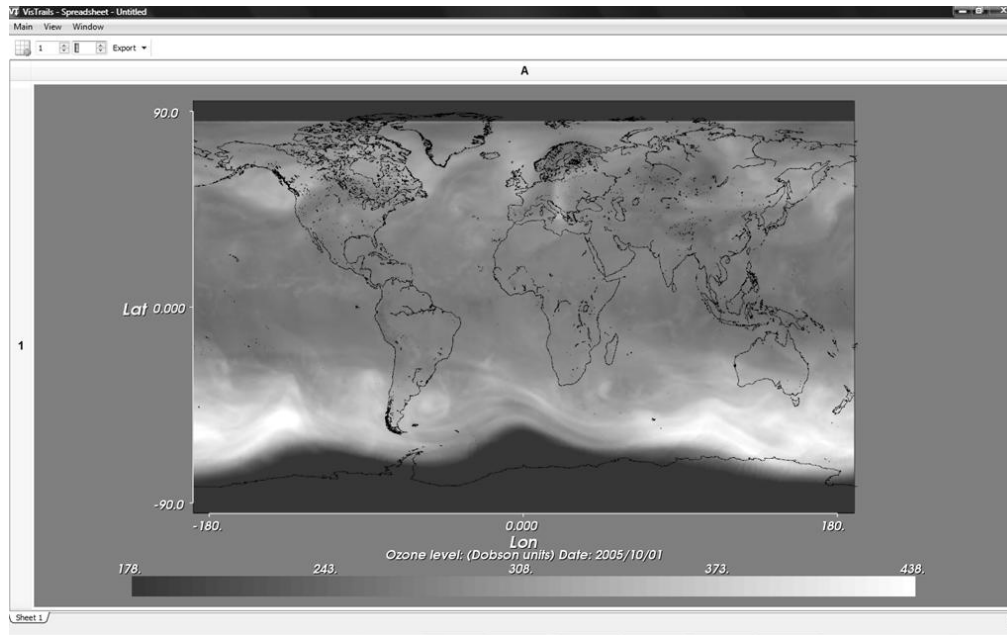 VT VisTrails - Spreadsheet - Untitled
Main View Window
1 Export
A
90.0
Lat 0.000
1
-90.0
-180. 0.000 180.
Lon
Ozone level: (Dobson units) Date: 2005/10/01
178. 243. 308. 373. 438.
Sheet 1